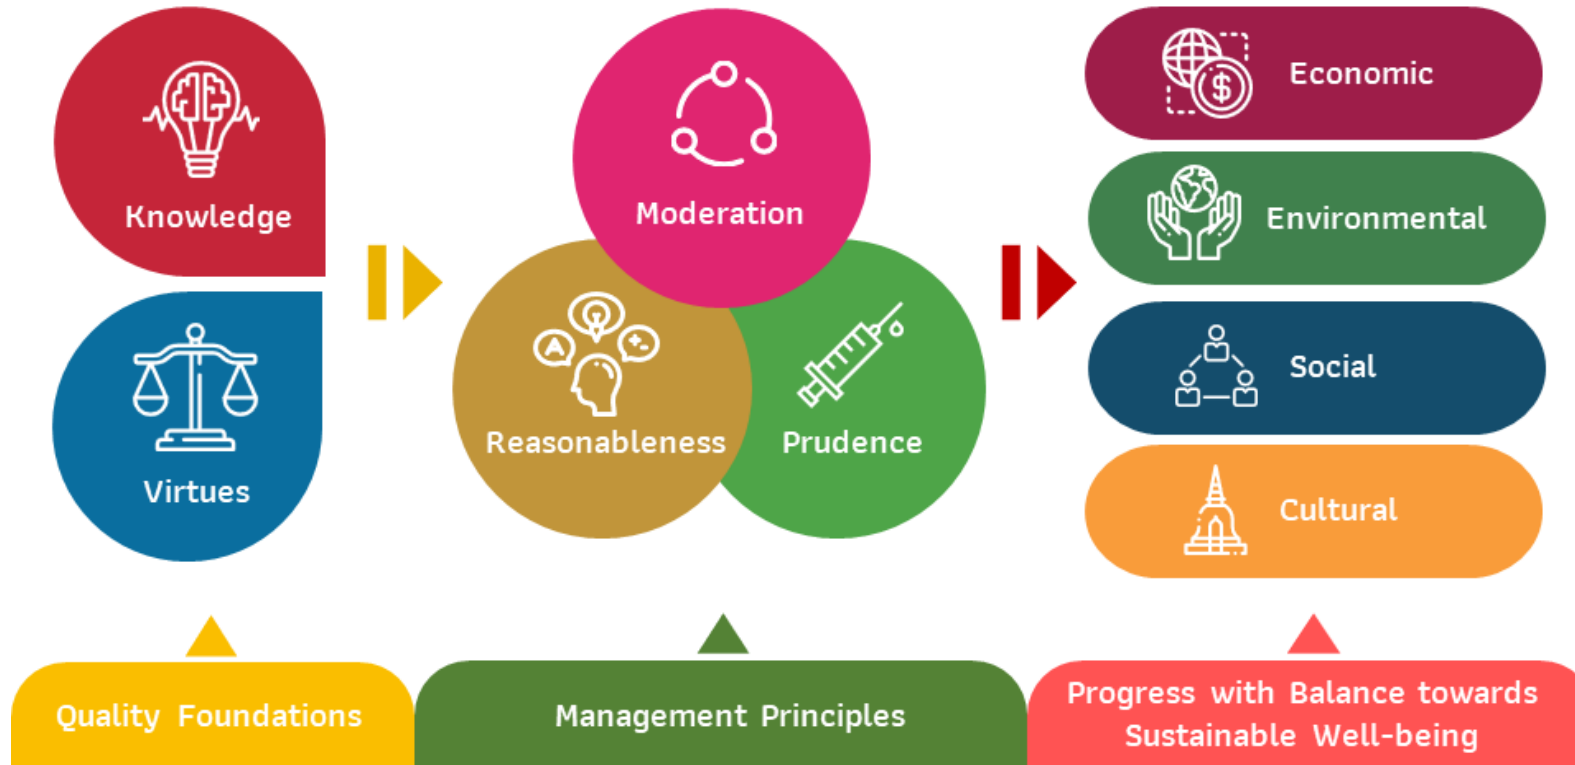 Knowledge
Virtues
Moderation
Reasonableness
Prudence
Economic
Environmental
Social
Cultural
Quality Foundations
Management Principles
Progress with Balance towards
Sustainable Well-being